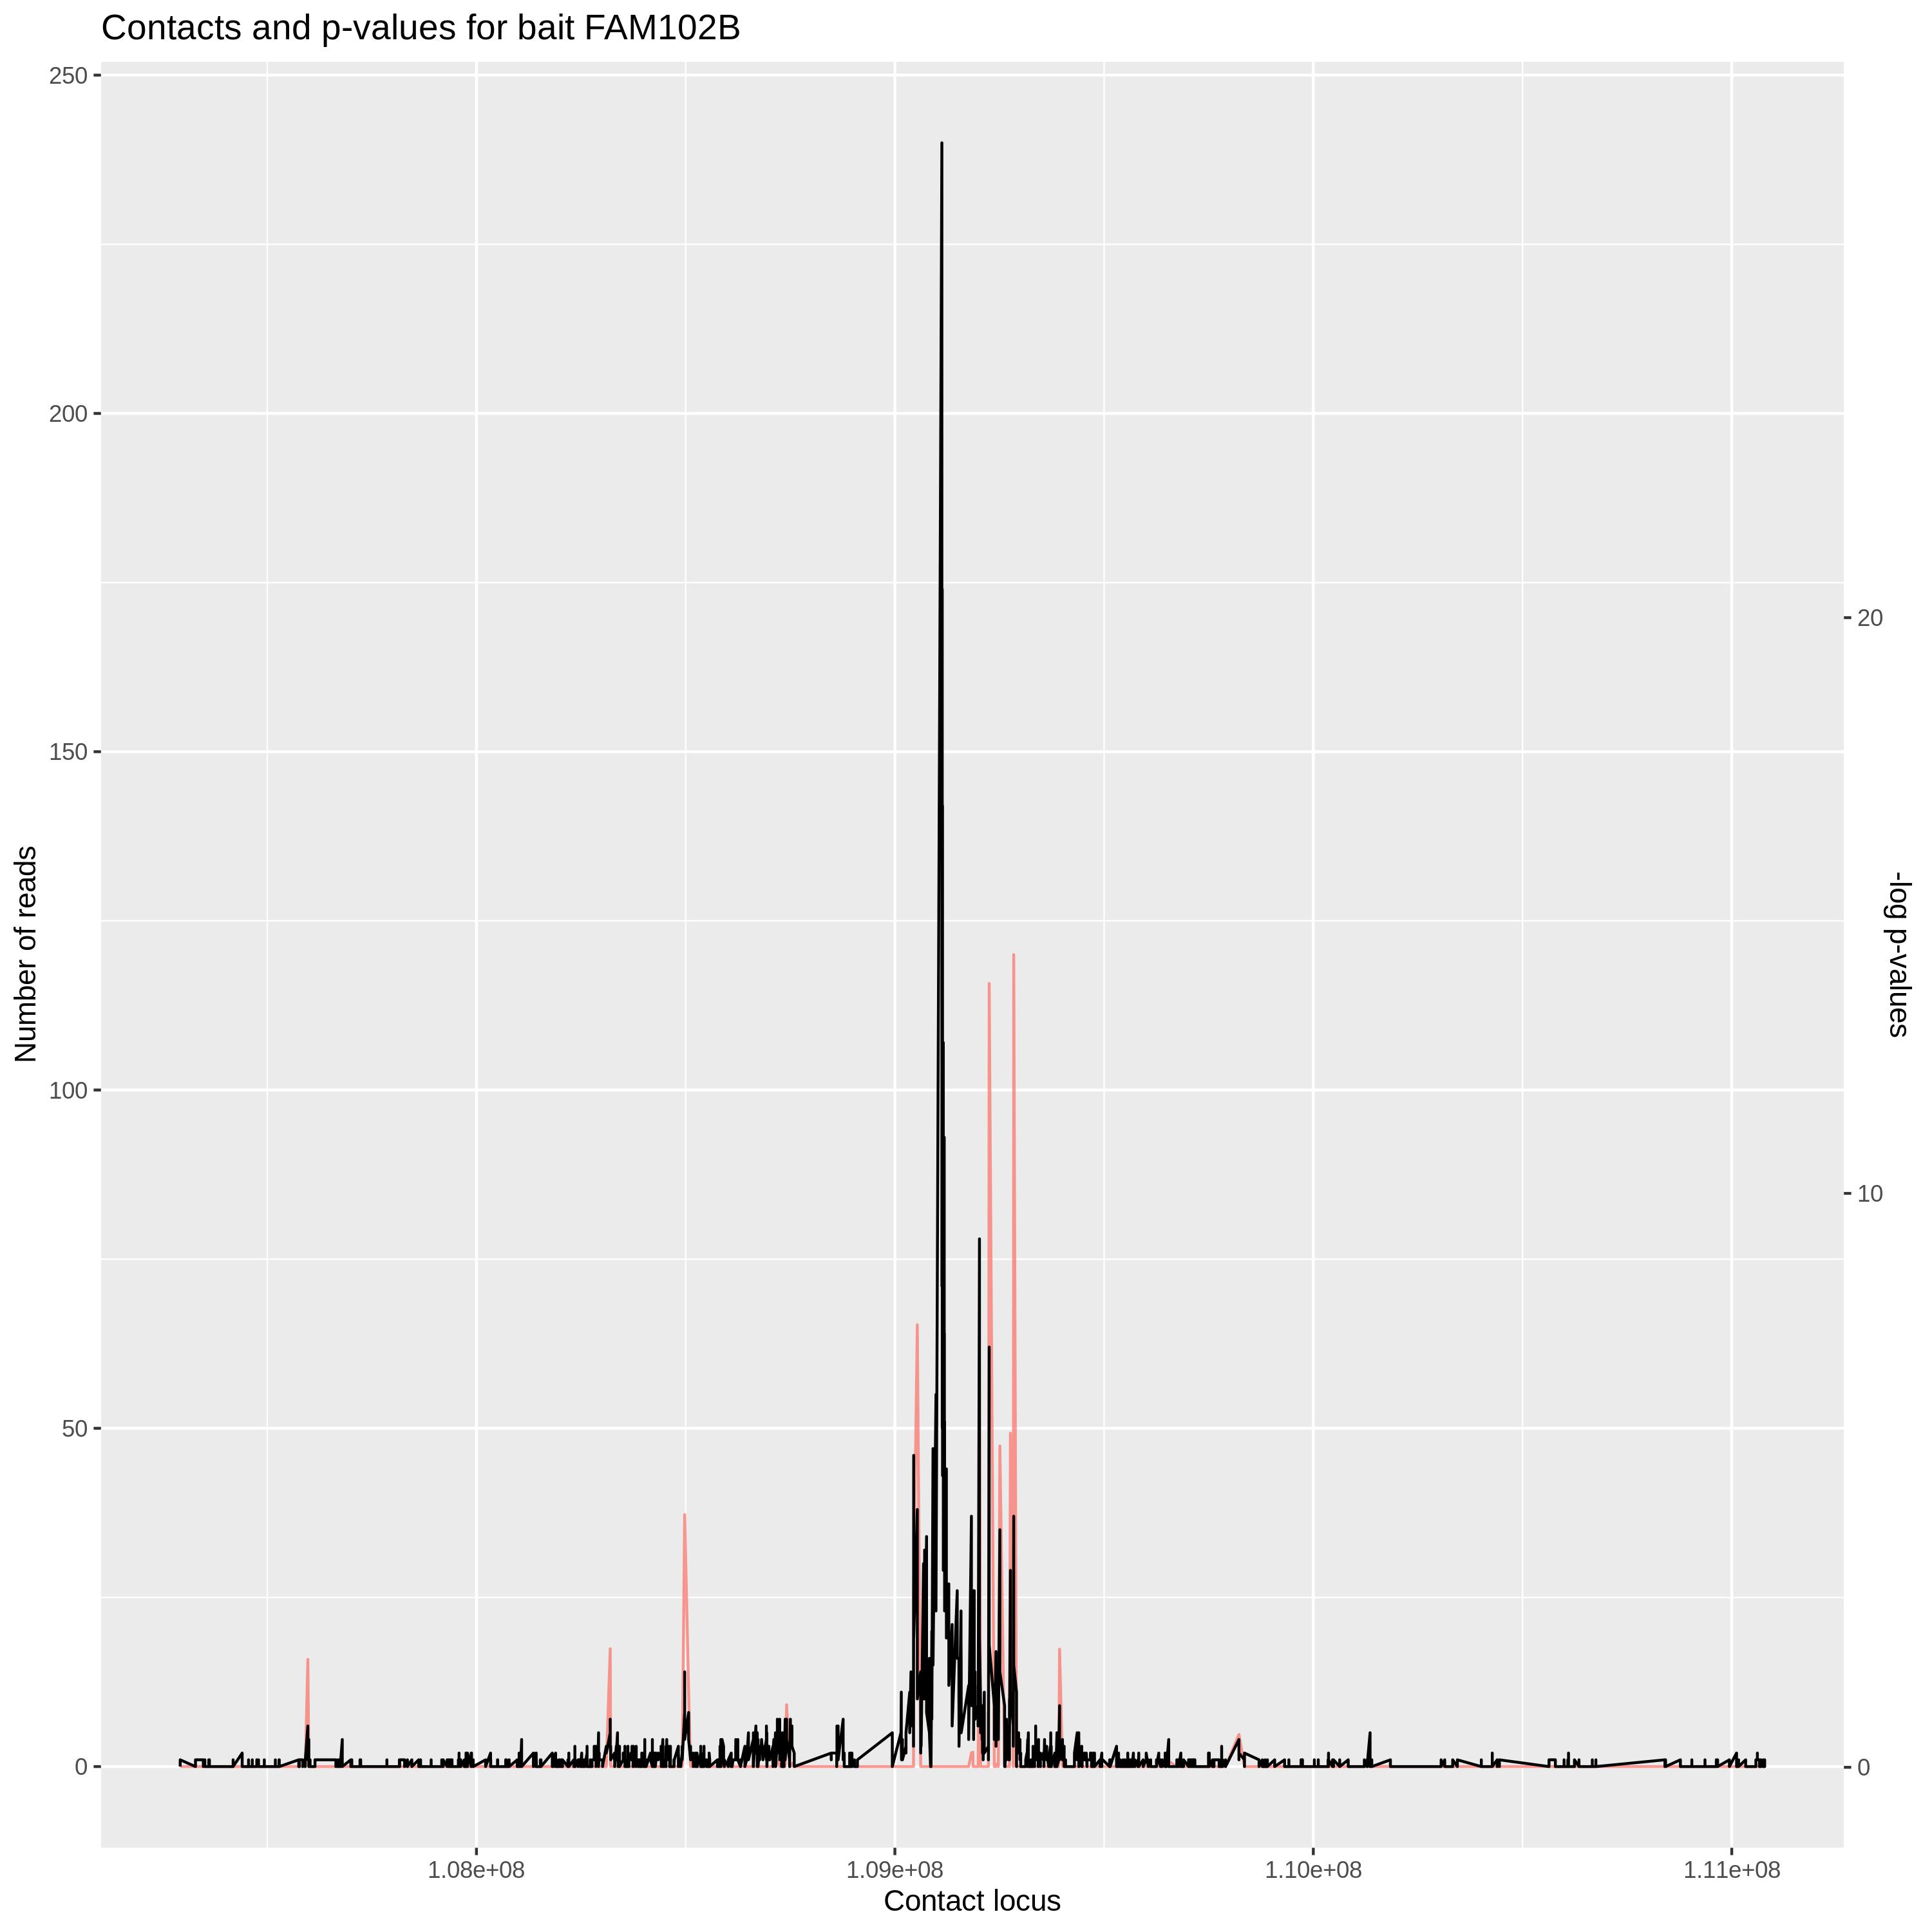 Contacts and p-values for bait FAM102B
250
200
150
100
50
0
Number of reads
20
10
0
-log p-values
1.08e+08
1.09e+08
1.10e+08
1.11e+08
Contact locus